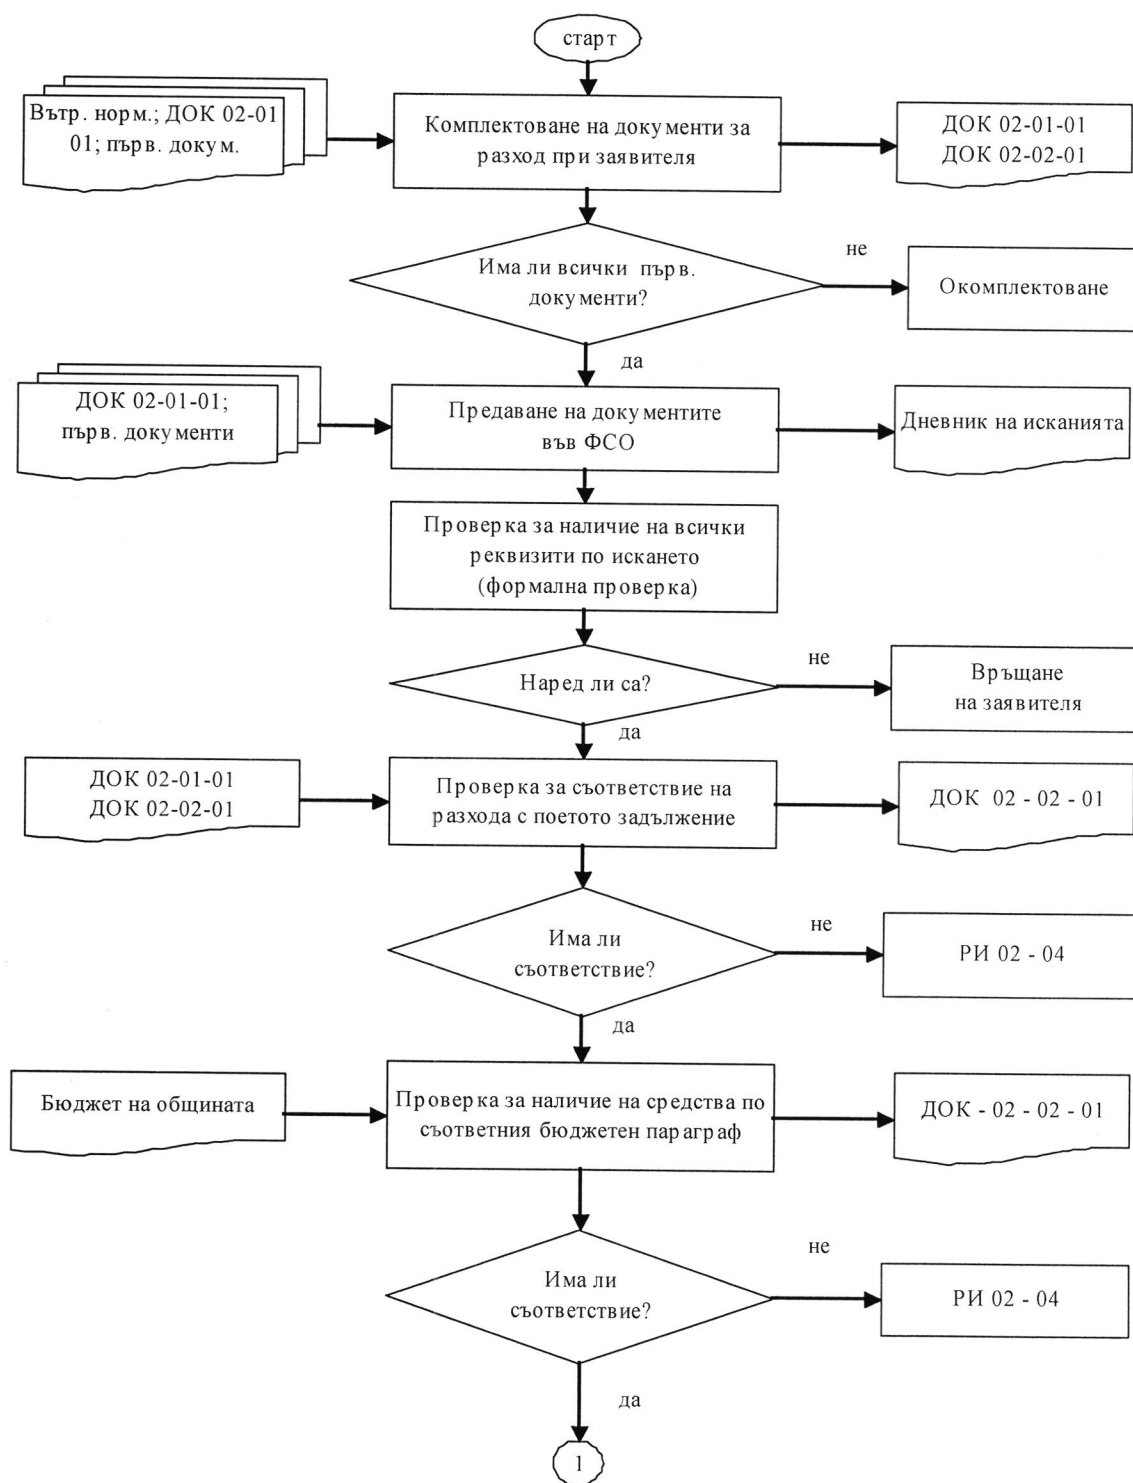 старт
Вътр. норм.; ДОК 02-01
01; първ. докум.
Комплектоване на документи за
разход при заявителя
ДОК 02-01-01
ДОК 02-02-01
Има ли всички първ.
документи?
не
Окомплектоване
да
ДОК 02-01-01;
първ. документи
Предаване на документите
във ФСО
Дневник на исканията
Проверка за наличие на всички
реквизити по искането
(формална проверка)
Наред ли са?
не
Връщане
на заявителя
да
ДОК 02-01-01
ДОК 02-02-01
Проверка за съответствие на
разхода с поетото задължение
ДОК 02 - 02 - 01
Има ли
съответствие?
не
РИ 02 - 04
да
Бюджет на общината
Проверка за наличие на средства по
съответния бюджетен параграф
ДОК - 02 - 02 - 01
Има ли
съответствие?
не
РИ 02 - 04
да
1